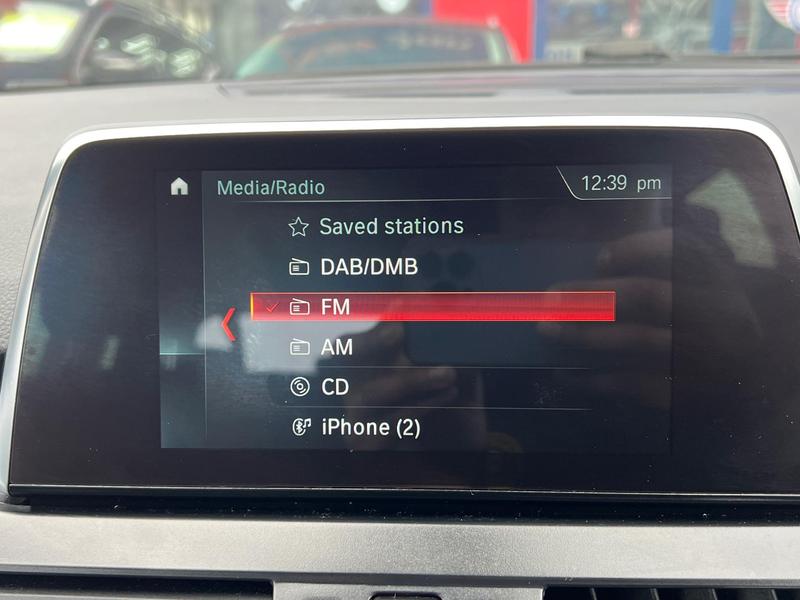 Media/Radio
12:39 pm
Saved stations
DAB/DMB
FM
AM
CD
iPhone (2)